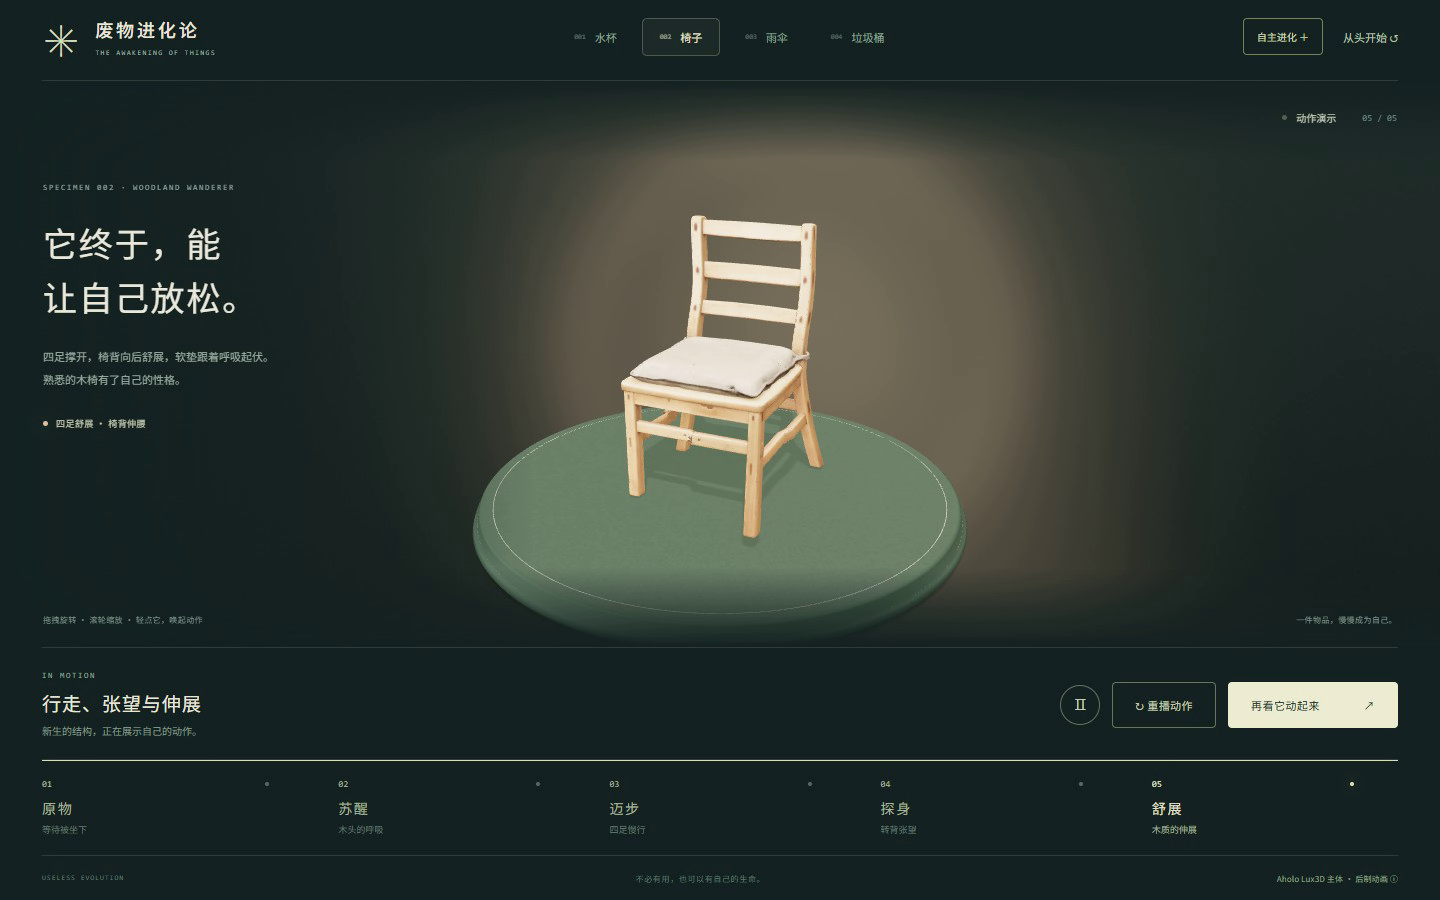 废物进化论
THE AWAKENING OF THINGS
001 水杯
002 椅子
003 雨伞
004 垃圾桶
自主进化 +
从头开始 ↺
动作演示 05 / 05
SPECIMEN 002 · WOODLAND WANDERER
它终于，能
让自己放松。
四足撑开，椅背向后舒展，软垫跟着呼吸起伏。
熟悉的木椅有了自己的性格。
四足舒展 · 椅背伸腰
拖拽旋转 · 滚轮缩放 · 轻点它，唤起动作
一件物品，慢慢成为自己。
IN MOTION
行走、张望与伸展
新生的结构，正在展示自己的动作。
↻ 重播动作
再看它动起来 ↗
01
原物
等待被坐下
02
苏醒
木头的呼吸
03
迈步
四足慢行
04
探身
转背张望
05
舒展
木质的伸展
USELESS EVOLUTION
不必有用，也可以有自己的生命。
Aholo Lux3D 主体 · 后制动画 ⓘ